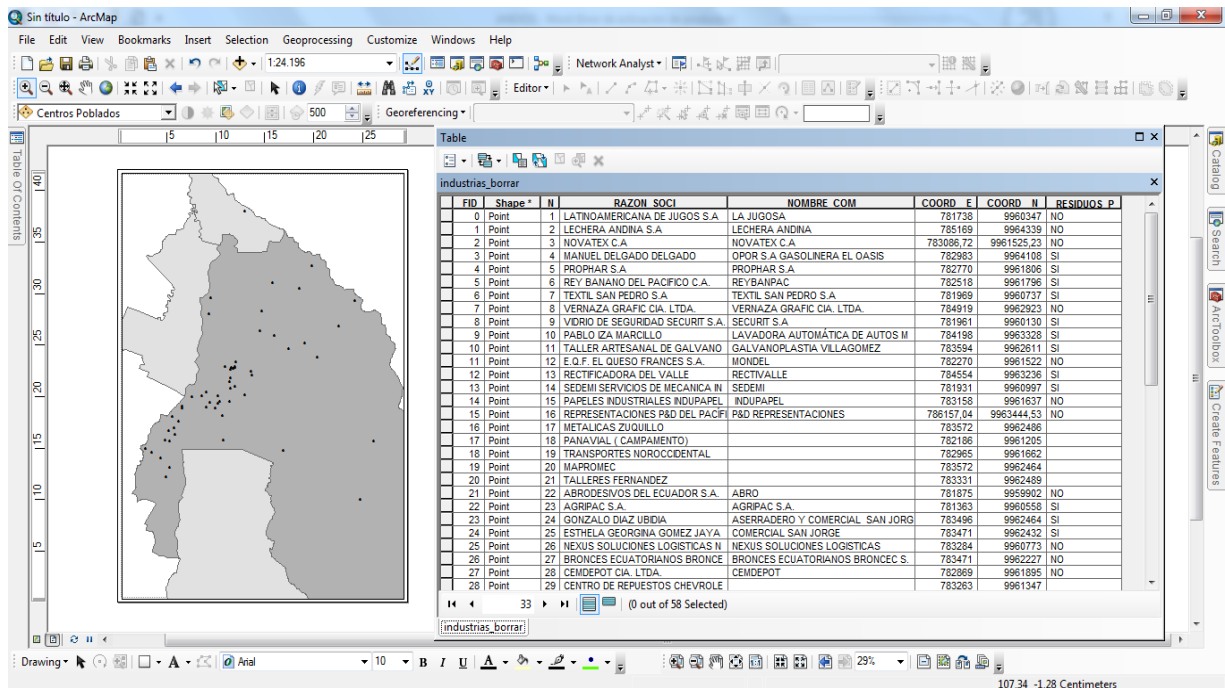 Sin título - ArcMap
File Edit View Bookmarks Insert Selection Geoprocessing Customize Windows Help
1:24.196 Network Analyst
Editor
Centros Poblados 500 Georeferencing
5 10 15 20 25
40
35
30
25
20
15
10
5
Table Of Contents
Table
industrias_borrar
FID Shape * N RAZON_SOCI NOMBRE_COM COORD__E COORD__N RESIDUOS_P
0 Point 1 LATINOAMERICANA DE JUGOS S.A LA JUGOSA 781738 9960347 NO
1 Point 2 LECHERA ANDINA S.A LECHERA ANDINA 785169 9964339 NO
2 Point 3 NOVATEX C.A NOVATEX C.A 783086,72 9961525,23 NO
3 Point 4 MANUEL DELGADO DELGADO OPOR S.A GASOLINERA EL OASIS 782983 9964108 SI
4 Point 5 PROPHAR S.A PROPHAR S.A 782770 9961806 SI
5 Point 6 REY BANANO DEL PACIFICO C.A. REYBANPAC 782518 9961796 SI
6 Point 7 TEXTIL SAN PEDRO S.A TEXTIL SAN PEDRO S.A 781969 9960737 SI
7 Point 8 VERNAZA GRAFIC CIA. LTDA. VERNAZA GRAFIC CIA. LTDA. 784919 9962923 NO
8 Point 9 VIDRIO DE SEGURIDAD SECURIT S.A. SECURIT S.A 781961 9960130 SI
9 Point 10 PABLO IZA MARCILLO LAVADORA AUTOMÁTICA DE AUTOS M 784198 9963328 SI
10 Point 11 TALLER ARTESANAL DE GALVANO GALVANOPLASTIA VILLAGOMEZ 783594 9962611 SI
11 Point 12 E.Q.F. EL QUESO FRANCES S.A. MONDEL 782270 9961522 NO
12 Point 13 RECTIFICADORA DEL VALLE RECTIVALLE 784554 9963236 SI
13 Point 14 SEDEMI SERVICIOS DE MECANICA IN SEDEMI 781931 9960997 SI
14 Point 15 PAPELES INDUSTRIALES INDUPAPEL INDUPAPEL 783158 9961637 NO
15 Point 16 REPRESENTACIONES P&D DEL PACÍFI P&D REPRESENTACIONES 786157,04 9963444,53 NO
16 Point 17 METALICAS ZUQUILLO 783572 9962486
17 Point 18 PANAVIAL ( CAMPAMENTO) 782186 9961205
18 Point 19 TRANSPORTES NOROCCIDENTAL 782965 9961662
19 Point 20 MAPROMEC 783572 9962464
20 Point 21 TALLERES FERNANDEZ 783331 9962489
21 Point 22 ABRODESIVOS DEL ECUADOR S.A. ABRO 781875 9959902 NO
22 Point 23 AGRIPAC S.A. AGRIPAC S.A. 781363 9960558 SI
23 Point 24 GONZALO DIAZ UBIDIA ASERRADERO Y COMERCIAL SAN JORG 783496 9962464 SI
24 Point 25 ESTHELA GEORGINA GOMEZ JAYA COMERCIAL SAN JORGE 783471 9962432 SI
25 Point 26 NEXUS SOLUCIONES LOGISTICAS N NEXUS SOLUCIONES LOGISTICAS 783284 9960773 NO
26 Point 27 BRONCES ECUATORIANOS BRONCE BRONCES ECUATORIANOS BRONCEC S. 783471 9962227 NO
27 Point 28 CEMDEPOT CIA. LTDA. CEMDEPOT 782869 9961895 NO
28 Point 29 CENTRO DE REPUESTOS CHEVROLE 783263 9961347
33 (0 out of 58 Selected)
industrias_borrar
Catalog
Search
ArcToolbox
Create Features
Drawing A Arial 10 B I U A 29%
107.34 -1.28 Centimeters